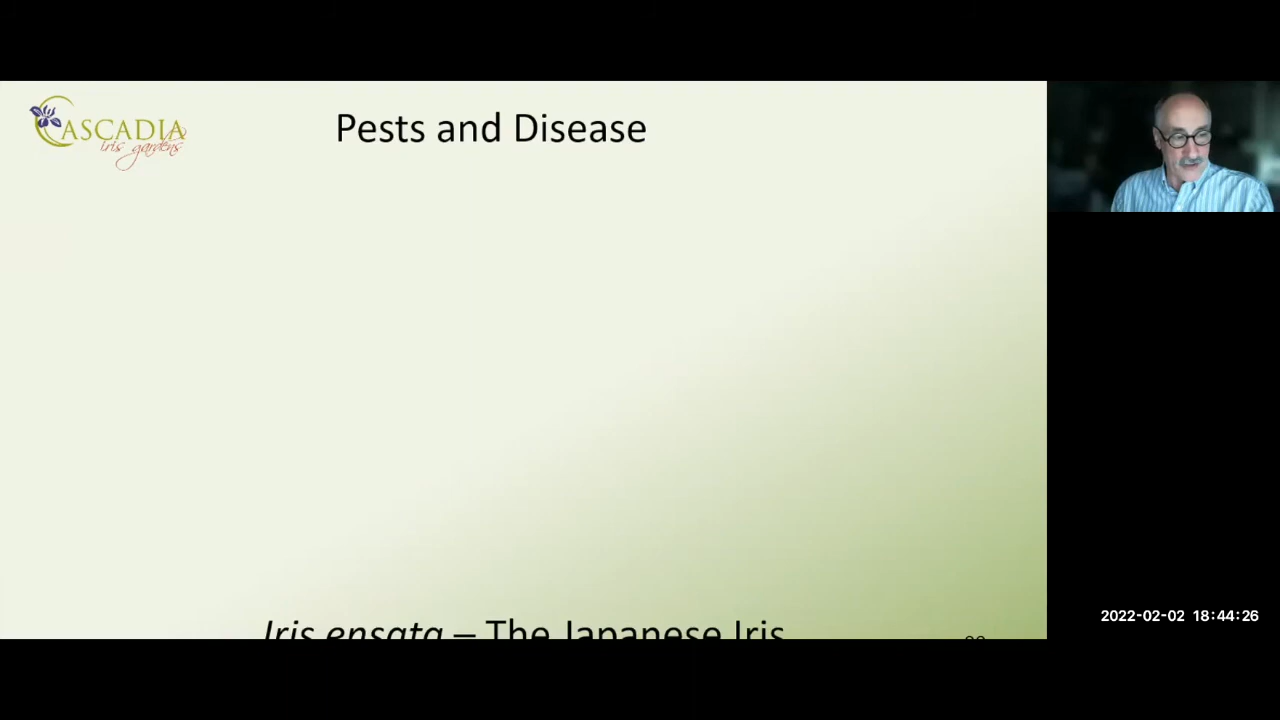 CASCADIA
iris gardens
Pests and Disease
Iris ensata – The Japanese Iris
2022-02-02 18:44:26